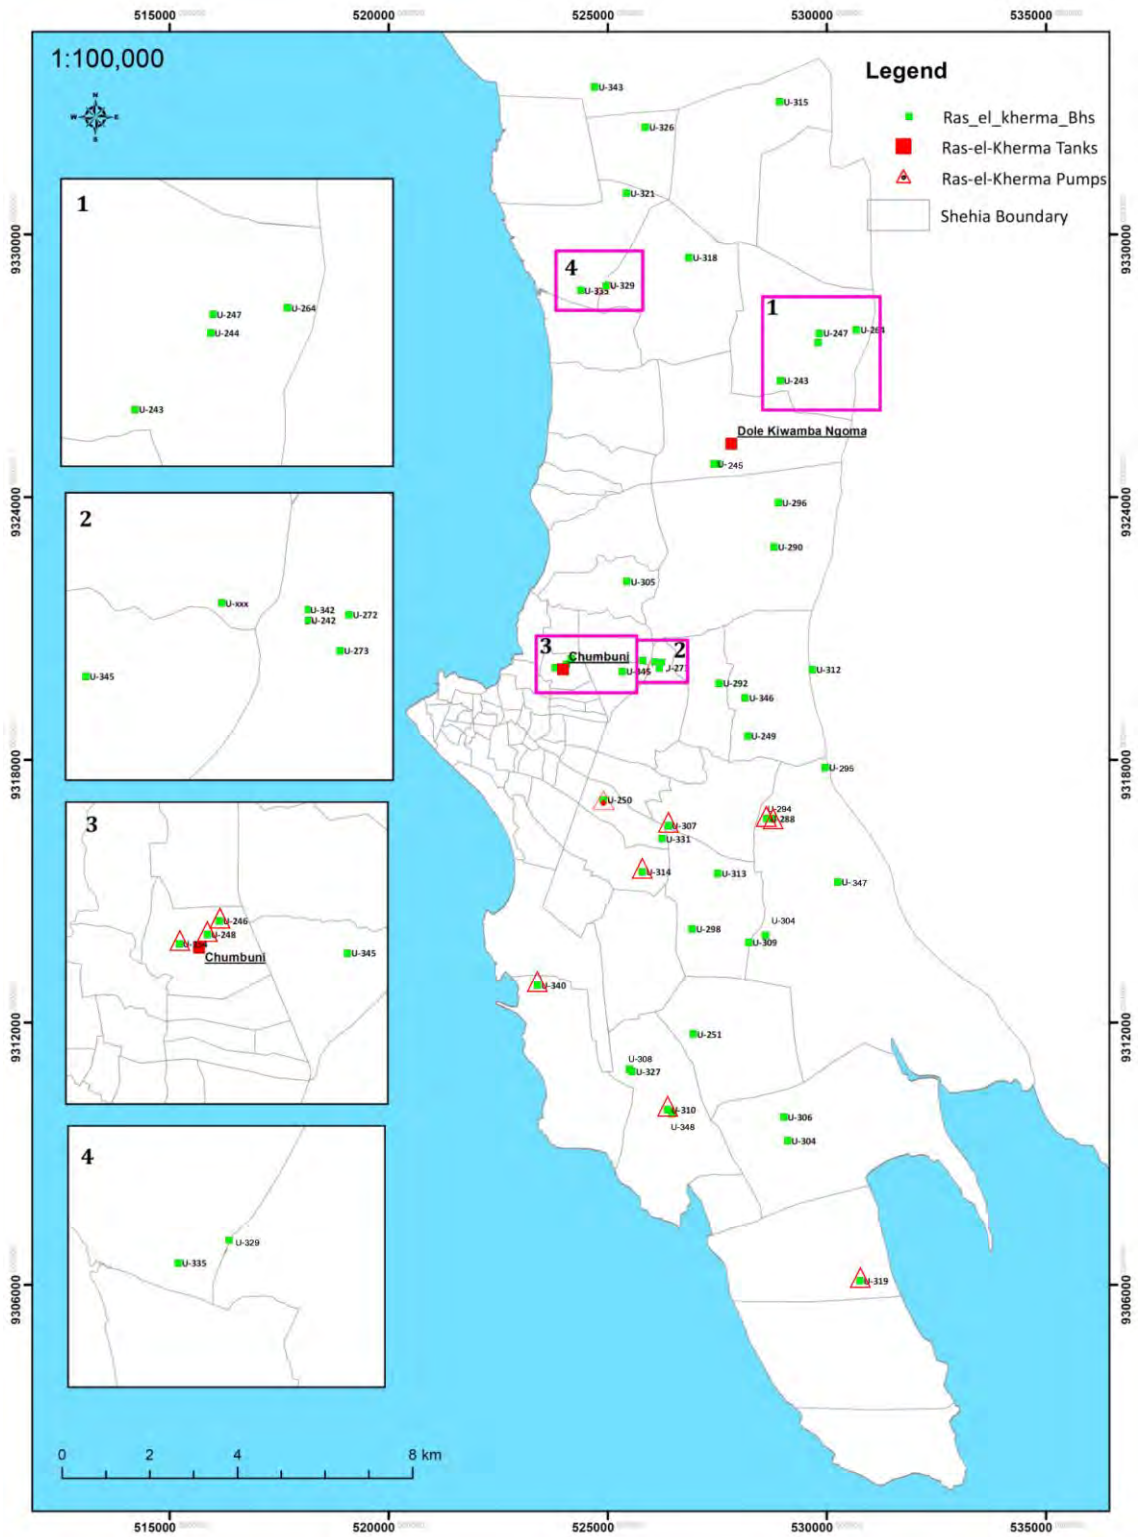 515000
520000
525000
530000
535000
1:100,000
N
W
E
S
Legend
Ras_el_kherma_Bhs
Ras-el-Kherma Tanks
Ras-el-Kherma Pumps
Shehia Boundary
9330000
9324000
9318000
9312000
9306000
9330000
9324000
9318000
9312000
9306000
U-343
U-315
U-326
U-321
U-318
4
U-329
U-335
1
U-247
U-264
U-243
Dole Kiwamba Ngoma
U-245
U-296
U-290
U-305
3
Chumbuni
U-345
2
U-312
U-292
U-346
U-249
U-295
U-250
U-307
U-331
U-294
U-288
U-314
U-313
U-347
U-298
U-304
U-309
U-340
U-251
U-308
U-327
U-310
U-348
U-306
U-304
U-319
1
U-247
U-264
U-244
U-243
2
U-xxx
U-342
U-242
U-272
U-273
U-345
3
U-246
U-248
Chumbuni
U-345
4
U-329
U-335
0
2
4
8 km
515000
520000
525000
530000
535000